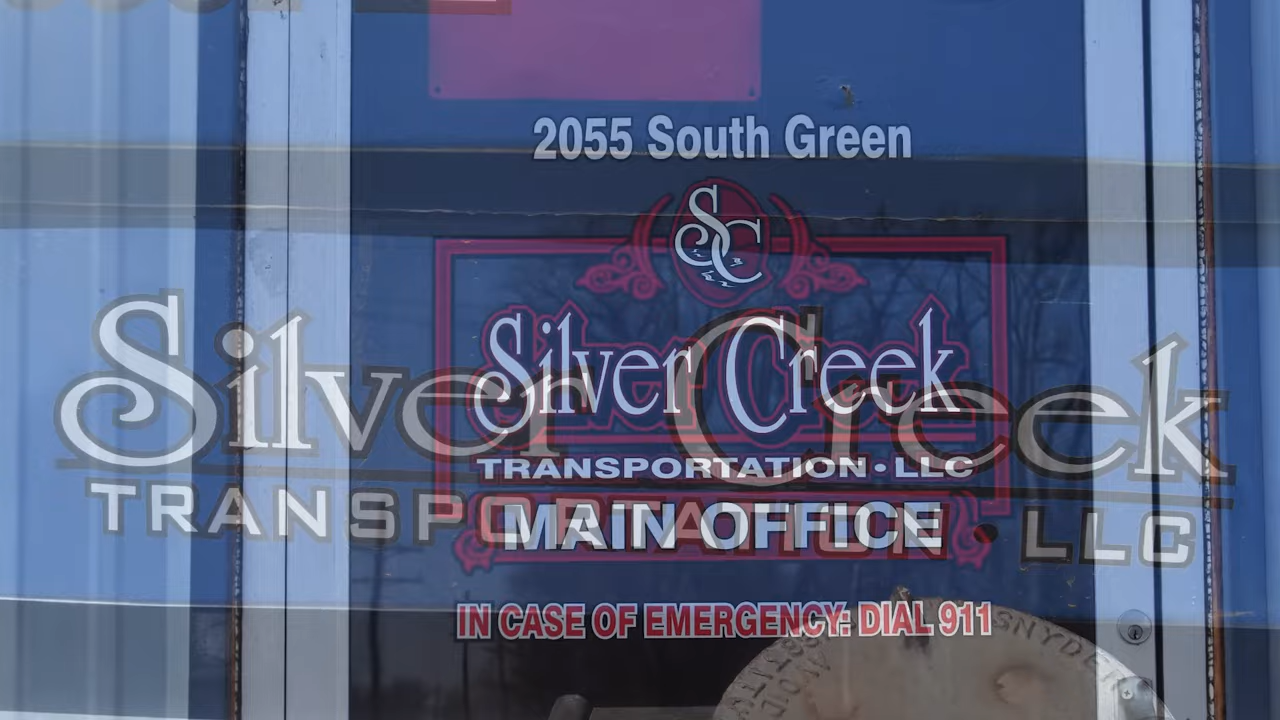 2055 South Green
SC
Silver Creek
TRANSPORTATION • LLC
MAIN OFFICE
IN CASE OF EMERGENCY: DIAL 911
Silver Creek
TRANSPORTATION • LLC